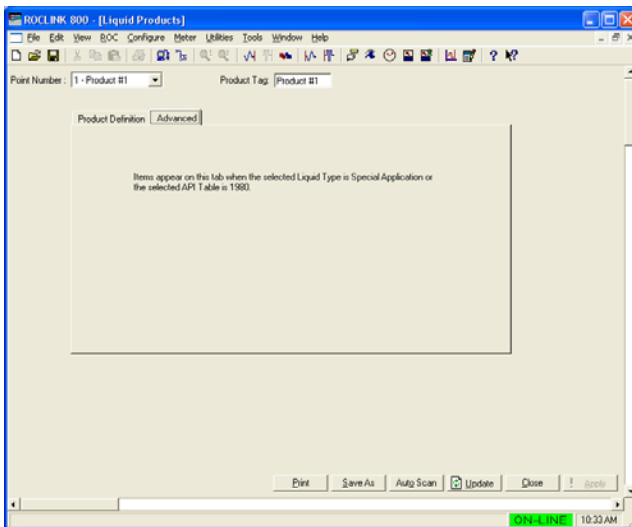 ROCLINK 800 - [Liquid Products]
File Edit View ROC Configure Meter Utilities Tools Window Help
Point Number : 1 - Product #1 Product Tag: Product #1
Product Definition Advanced
Items appear on this tab when the selected Liquid Type is Special Application or
the selected API Table is 1980.
Print Save As Auto Scan Update Close ! Apply
ON-LINE 10:33 AM